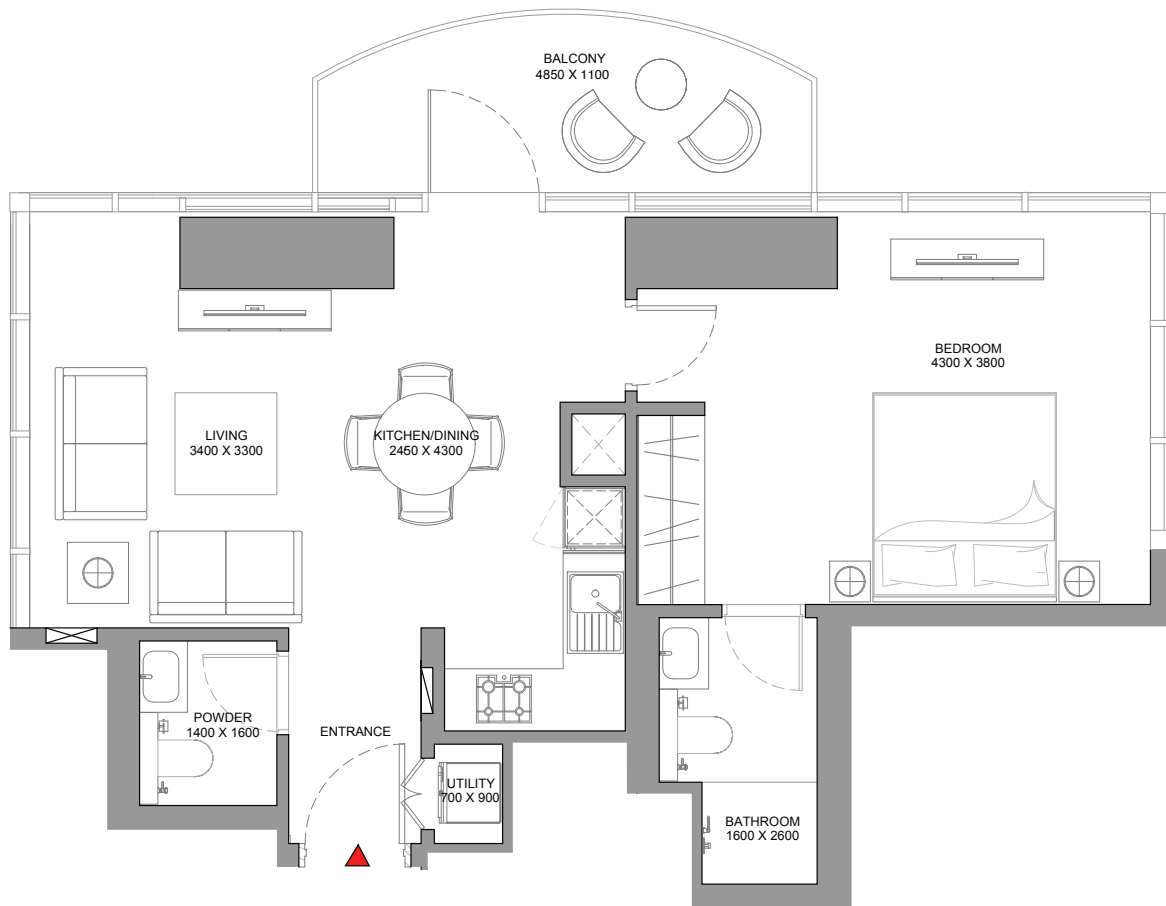 BALCONY
4850 X 1100
BEDROOM
4300 X 3800
LIVING
3400 X 3300
KITCHEN/DINING
2450 X 4300
POWDER
1400 X 1600
ENTRANCE
UTILITY
700 X 900
BATHROOM
1600 X 2600